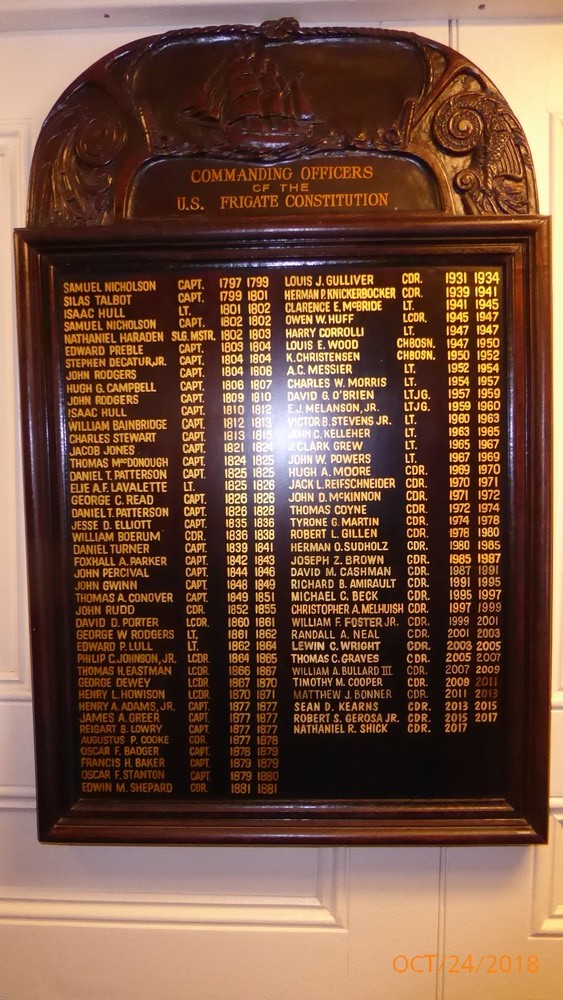 COMMANDING OFFICERS
OF THE
U.S. FRIGATE CONSTITUTION
SAMUEL NICHOLSON CAPT. 1797 1799
SILAS TALBOT CAPT. 1799 1801
ISAAC HULL LT. 1801 1802
SAMUEL NICHOLSON CAPT. 1802 1802
NATHANIEL HARADEN SLG. MSTR. 1802 1803
EDWARD PREBLE CAPT. 1803 1804
STEPHEN DECATUR, JR. CAPT. 1804 1804
JOHN RODGERS CAPT. 1804 1806
HUGH G. CAMPBELL CAPT. 1806 1807
JOHN RODGERS CAPT. 1809 1810
ISAAC HULL CAPT. 1810 1812
WILLIAM BAINBRIDGE CAPT. 1812 1813
CHARLES STEWART CAPT. 1813 1815
JACOB JONES CAPT. 1821 1824
THOMAS MACDONOUGH CAPT. 1824 1825
DANIEL T. PATTERSON CAPT. 1825 1825
ELIE A.F. LAVALETTE LT. 1825 1826
GEORGE C. READ CAPT. 1826 1826
DANIEL T. PATTERSON CAPT. 1826 1828
JESSE D. ELLIOTT CAPT. 1835 1836
WILLIAM BOERUM CDR. 1836 1838
DANIEL TURNER CAPT. 1839 1841
FOXHALL A. PARKER CAPT. 1842 1843
JOHN PERCIVAL CAPT. 1844 1846
JOHN GWINN CAPT. 1848 1849
THOMAS A. CONOVER CAPT. 1849 1851
JOHN RUDD CDR. 1852 1855
DAVID D. PORTER LCDR. 1860 1861
GEORGE W RODGERS LT. 1861 1862
EDWARD P. LULL LT. 1862 1864
PHILIP C. JOHNSON, JR. LCDR. 1864 1865
THOMAS H. EASTMAN LCDR. 1866 1867
GEORGE DEWEY LCDR. 1867 1870
HENRY L. HOWISON LCDR. 1870 1871
HENRY A. ADAMS, JR. CAPT. 1877 1877
JAMES A. GREER CAPT. 1877 1877
REIGART B. LOWRY CAPT. 1877 1877
AUGUSTUS P. COOKE CDR. 1877 1878
OSCAR F. BADGER CAPT. 1878 1879
FRANCIS H. BAKER CAPT. 1879 1879
OSCAR F. STANTON CAPT. 1879 1880
EDWIN M. SHEPARD CDR. 1881 1881
LOUIS J. GULLIVER CDR. 1931 1934
HERMAN P. KNICKERBOCKER CDR. 1939 1941
CLARENCE E. McBRIDE LT. 1941 1945
OWEN W. HUFF LCDR. 1945 1947
HARRY CORROLLI LT. 1947 1947
LOUIS E. WOOD CHBOSN. 1947 1950
K. CHRISTENSEN CHBOSN. 1950 1952
A.C. MESSIER LT. 1952 1954
CHARLES W. MORRIS LT. 1954 1957
DAVID G. O'BRIEN LTJG. 1957 1959
E.J. MELANSON, JR. LTJG. 1959 1960
VICTOR B. STEVENS JR. LT. 1960 1963
JOHN C. KELLEHER LT. 1963 1965
J. CLARK GREW LT. 1965 1967
JOHN W. POWERS LT. 1967 1969
HUGH A. MOORE CDR. 1969 1970
JACK L. REIFSCHNEIDER CDR. 1970 1971
JOHN D. McKINNON CDR. 1971 1972
THOMAS COYNE CDR. 1972 1974
TYRONE G. MARTIN CDR. 1974 1978
ROBERT L. GILLEN CDR. 1978 1980
HERMAN O. SUDHOLZ CDR. 1980 1985
JOSEPH Z. BROWN CDR. 1985 1987
DAVID M. CASHMAN CDR. 1987 1991
RICHARD B. AMIRAULT CDR. 1991 1995
MICHAEL C. BECK CDR. 1995 1997
CHRISTOPHER A. MELHUISH CDR. 1997 1999
WILLIAM F. FOSTER JR. CDR. 1999 2001
RANDALL A. NEAL CDR. 2001 2003
LEWIN C. WRIGHT CDR. 2003 2005
THOMAS C. GRAVES CDR. 2005 2007
WILLIAM A. BULLARD III CDR. 2007 2009
TIMOTHY M. COOPER CDR. 2009 2011
MATTHEW J. BONNER CDR. 2011 2013
SEAN D. KEARNS CDR. 2013 2015
ROBERT S. GEROSA JR. CDR. 2015 2017
NATHANIEL R. SHICK CDR. 2017
OCT/24/2018